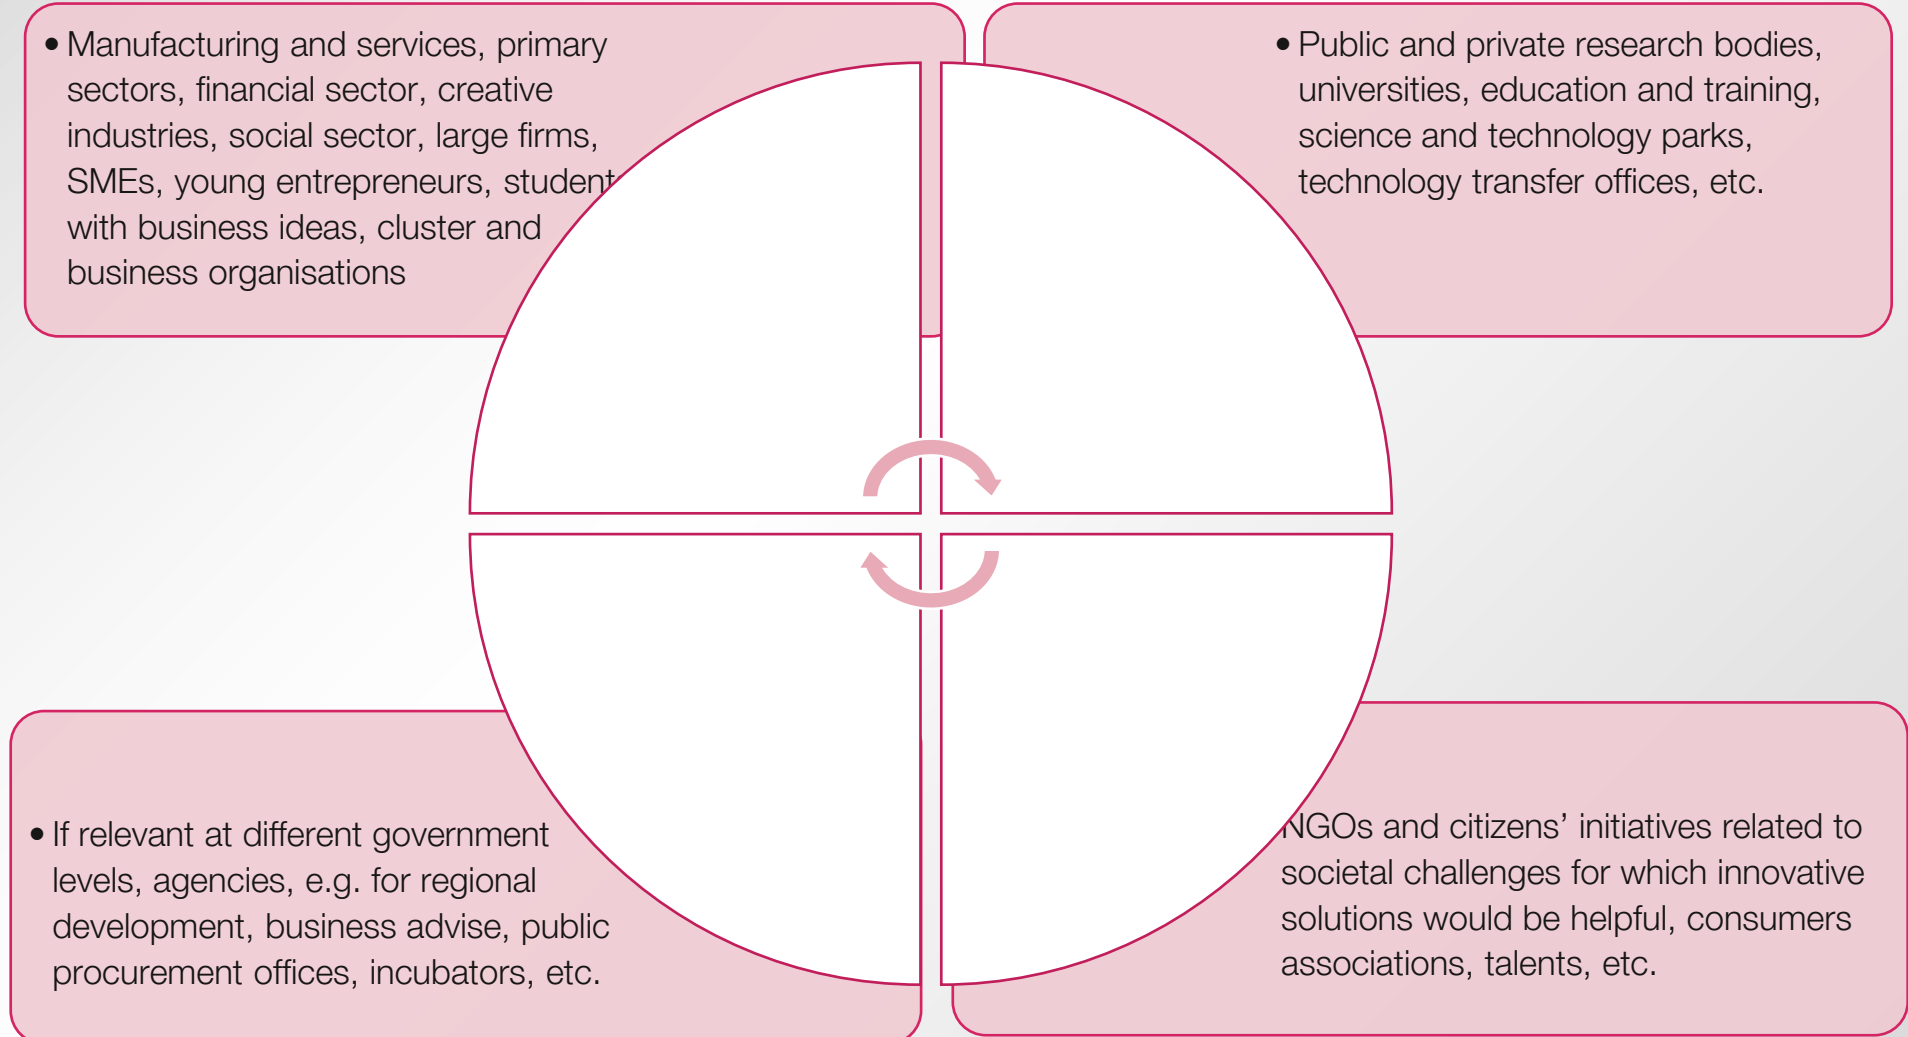 • Manufacturing and services, primary
sectors, financial sector, creative
industries, social sector, large firms,
SMEs, young entrepreneurs, student
with business ideas, cluster and
business organisations
• Public and private research bodies,
universities, education and training,
science and technology parks,
technology transfer offices, etc.
• If relevant at different government
levels, agencies, e.g. for regional
development, business advise, public
procurement offices, incubators, etc.
NGOs and citizens’ initiatives related to
societal challenges for which innovative
solutions would be helpful, consumers
associations, talents, etc.